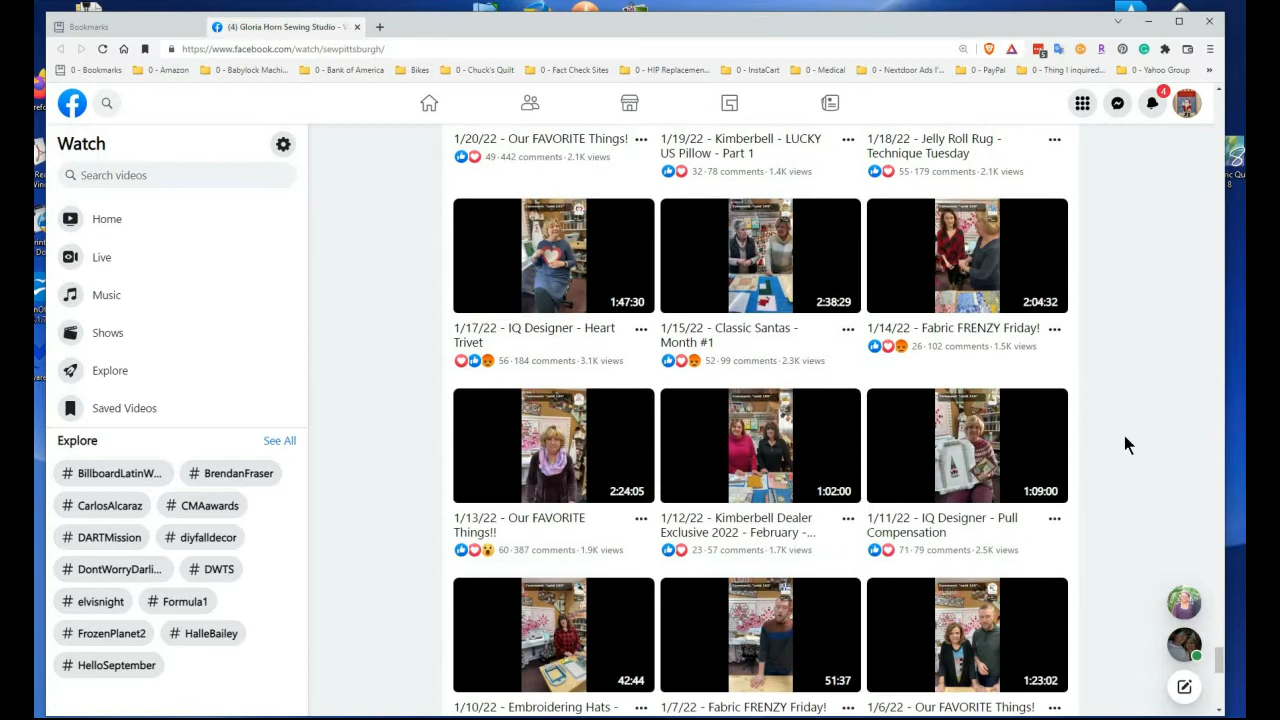 Bookmarks
(4) Gloria Horn Sewing Studio - V
https://www.facebook.com/watch/sewpittsburgh/
0 - Bookmarks
0 - Amazon
0 - Babylock Machi...
0 - Bank of America
Bikes
0 - Chuck's Quilt
0 - Fact Check Sites
0 - HIP Replacemen...
0 - InstaCart
0 - Medical
0 - Nextdoor Ads I'...
0 - PayPal
0 - Thing I inquired...
0 - Yahoo Group
4
Watch
Search videos
Home
Live
Music
Shows
Explore
Saved Videos
Explore
See All
# BillboardLatinW...
# BrendanFraser
# CarlosAlcaraz
# CMAawards
# DARTMission
# diyfalldecor
# DontWorryDarli...
# DWTS
# elvisnight
# Formula1
# FrozenPlanet2
# HalleBailey
# HelloSeptember
1/20/22 - Our FAVORITE Things!
49 · 442 comments · 2.1K views
1/19/22 - Kimberbell - LUCKY
US Pillow - Part 1
32 · 78 comments · 1.4K views
1/18/22 - Jelly Roll Rug -
Technique Tuesday
55 · 179 comments · 2.1K views
1:47:30
1/17/22 - IQ Designer - Heart
Trivet
56 · 184 comments · 3.1K views
2:38:29
1/15/22 - Classic Santas -
Month #1
52 · 99 comments · 2.3K views
2:04:32
1/14/22 - Fabric FRENZY Friday!
26 · 102 comments · 1.5K views
2:24:05
1/13/22 - Our FAVORITE
Things!!
60 · 387 comments · 1.9K views
1:02:00
1/12/22 - Kimberbell Dealer
Exclusive 2022 - February -...
23 · 57 comments · 1.7K views
1:09:00
1/11/22 - IQ Designer - Pull
Compensation
71 · 79 comments · 2.5K views
42:44
1/10/22 - Embroidering Hats -
51:37
1/7/22 - Fabric FRENZY Friday!
1:23:02
1/6/22 - Our FAVORITE Things!